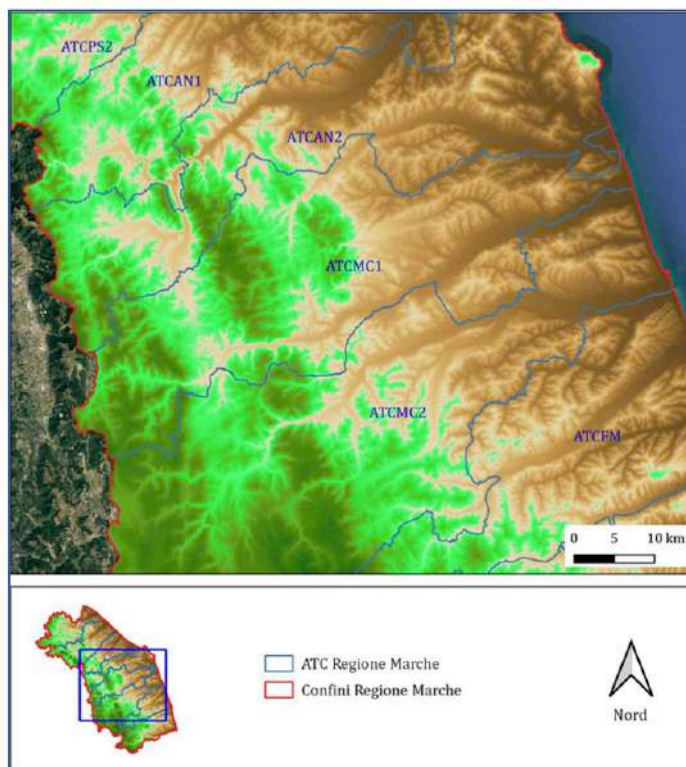 ATCPS2
ATCAN1
ATCAN2
ATCMC1
ATCMC2
ATCFM
0 5 10 km
ATC Regione Marche
Confini Regione Marche
Nord